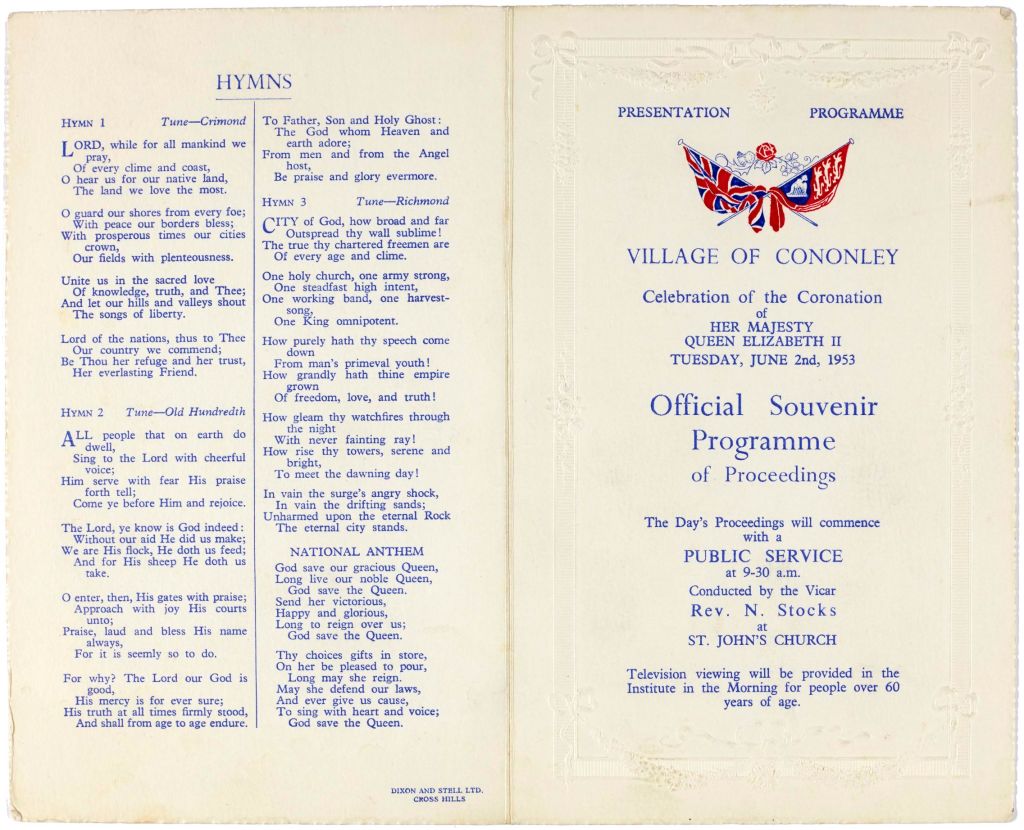 HYMNS
HYMN 1 Tune—Crimond
LORD, while for all mankind we
pray,
Of every clime and coast,
O hear us for our native land,
The land we love the most.
O guard our shores from every foe;
With peace our borders bless;
With prosperous times our cities
crown,
Our fields with plenteousness.
Unite us in the sacred love
Of knowledge, truth, and Thee;
And let our hills and valleys shout
The songs of liberty.
Lord of the nations, thus to Thee
Our country we commend;
Be Thou her refuge and her trust,
Her everlasting Friend.
HYMN 2 Tune—Old Hundredth
ALL people that on earth do
dwell,
Sing to the Lord with cheerful
voice;
Him serve with fear His praise
forth tell;
Come ye before Him and rejoice.
The Lord, ye know is God indeed:
Without our aid He did us make;
We are His flock, He doth us feed;
And for His sheep He doth us
take.
O enter, then, His gates with praise;
Approach with joy His courts
unto;
Praise, laud and bless His name
always,
For it is seemly so to do.
For why? The Lord our God is
good,
His mercy is for ever sure;
His truth at all times firmly stood,
And shall from age to age endure.
To Father, Son and Holy Ghost:
The God whom Heaven and
earth adore;
From men and from the Angel
host,
Be praise and glory evermore.
HYMN 3 Tune—Richmond
CITY of God, how broad and far
Outspread thy wall sublime!
The true thy chartered freemen are
Of every age and clime.
One holy church, one army strong,
One steadfast high intent,
One working band, one harvest-
song,
One King omnipotent.
How purely hath thy speech come
down
From man's primeval youth!
How grandly hath thine empire
grown
Of freedom, love, and truth!
How gleam thy watchfires through
the night
With never fainting ray!
How rise thy towers, serene and
bright,
To meet the dawning day!
In vain the surge's angry shock,
In vain the drifting sands;
Unharmed upon the eternal Rock
The eternal city stands.
NATIONAL ANTHEM
God save our gracious Queen,
Long live our noble Queen,
God save the Queen.
Send her victorious,
Happy and glorious,
Long to reign over us;
God save the Queen.
Thy choices gifts in store,
On her be pleased to pour,
Long may she reign.
May she defend our laws,
And ever give us cause,
To sing with heart and voice;
God save the Queen.
DIXON AND STELL LTD.
CROSS HILLS
PRESENTATION PROGRAMME
VILLAGE OF CONONLEY
Celebration of the Coronation
of
HER MAJESTY
QUEEN ELIZABETH II
TUESDAY, JUNE 2nd, 1953
Official Souvenir
Programme
of Proceedings
The Day's Proceedings will commence
with a
PUBLIC SERVICE
at 9-30 a.m.
Conducted by the Vicar
Rev. N. Stocks
at
ST. JOHN'S CHURCH
Television viewing will be provided in the
Institute in the Morning for people over 60
years of age.